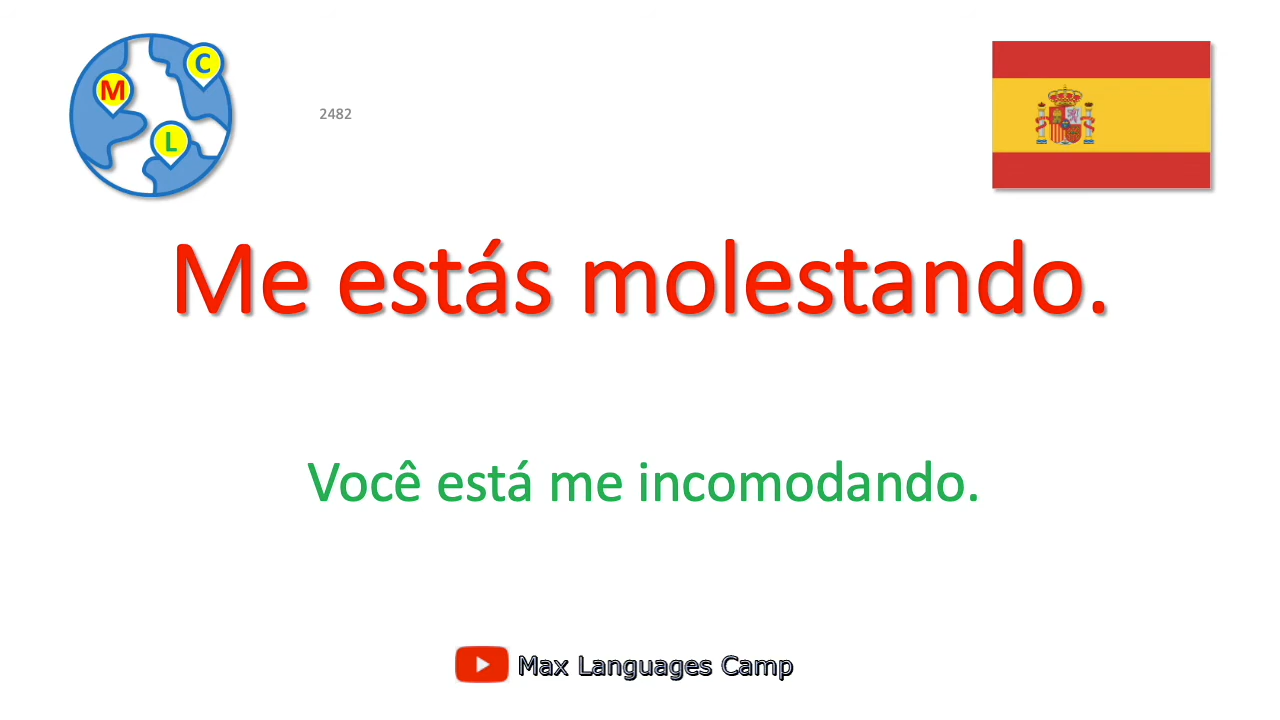 M
C
L
2482
Me estás molestando.
Você está me incomodando.
Max Languages Camp